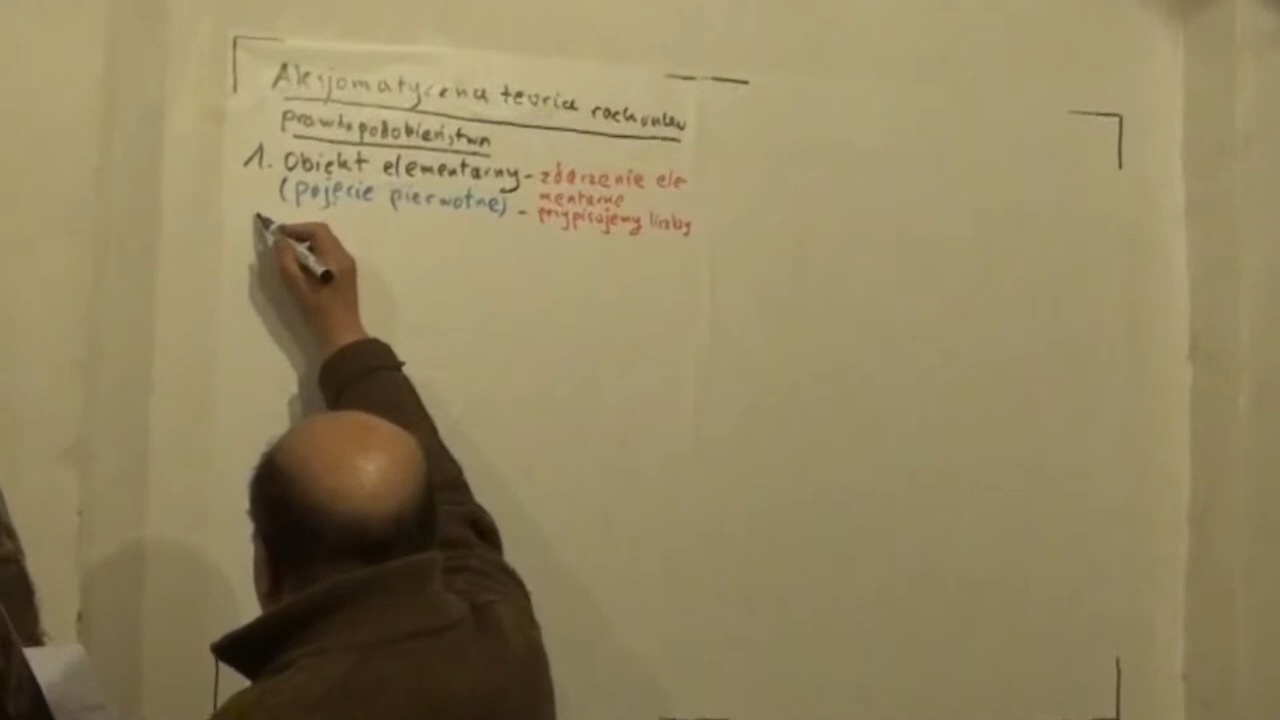 Aksjomatyczna teoria rachunku
prawdopodobieństwa
1. Obiekt elementarny - zdarzenie ele-
mentarne
(pojęcie pierwotne) - przypisujemy liczby